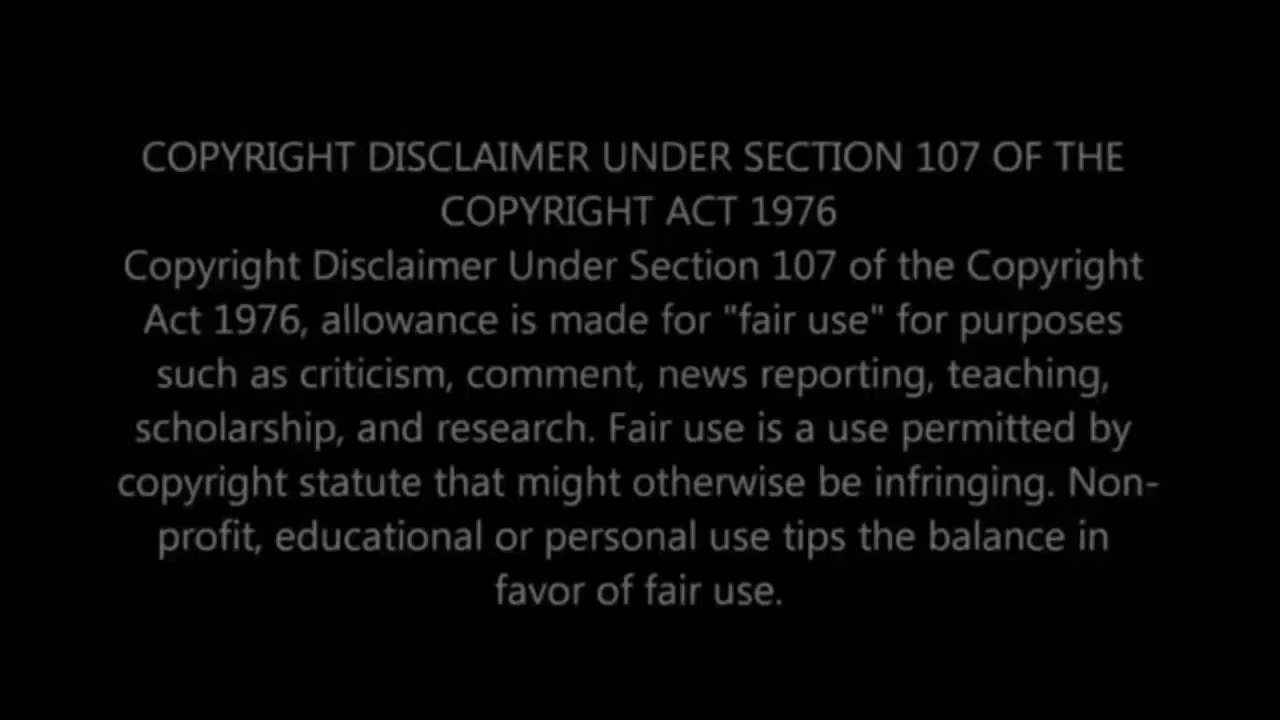 COPYRIGHT DISCLAIMER UNDER SECTION 107 OF THE
COPYRIGHT ACT 1976
Copyright Disclaimer Under Section 107 of the Copyright
Act 1976, allowance is made for "fair use" for purposes
such as criticism, comment, news reporting, teaching,
scholarship, and research. Fair use is a use permitted by
copyright statute that might otherwise be infringing. Non-
profit, educational or personal use tips the balance in
favor of fair use.